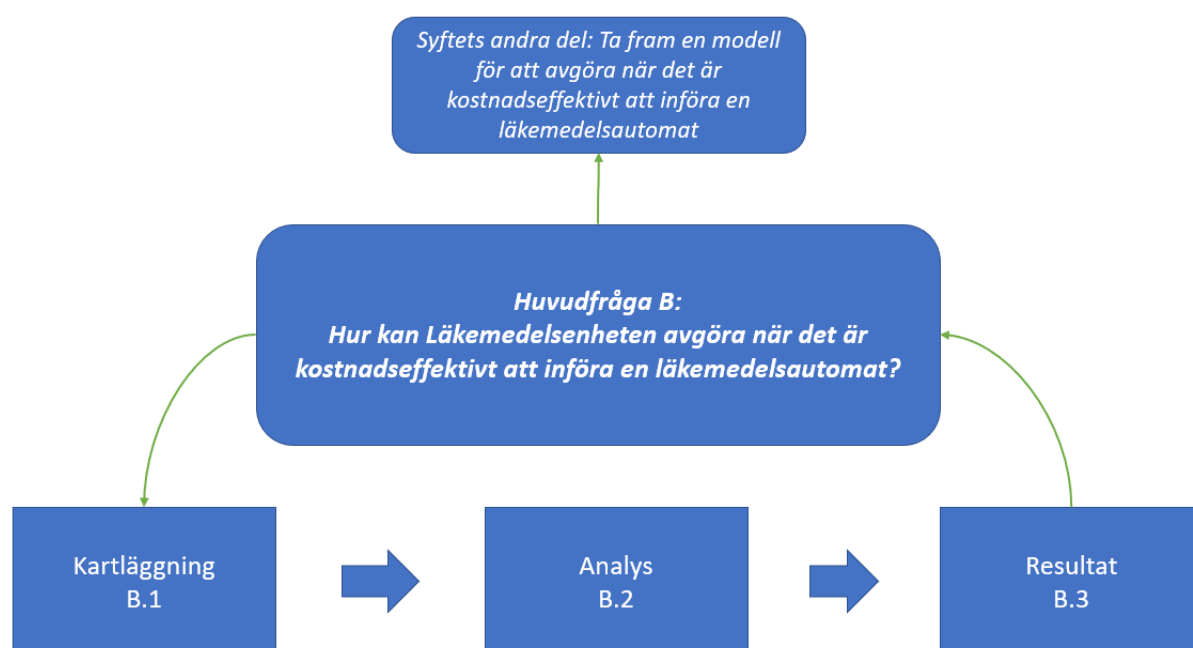 Syftets andra del: Ta fram en modell
för att avgöra när det är
kostnadseffektivt att införa en
läkemedelsautomat
Huvudfråga B:
Hur kan Läkemedelsenheten avgöra när det är
kostnadseffektivt att införa en läkemedelsautomat?
Kartläggning
B.1
Analys
B.2
Resultat
B.3